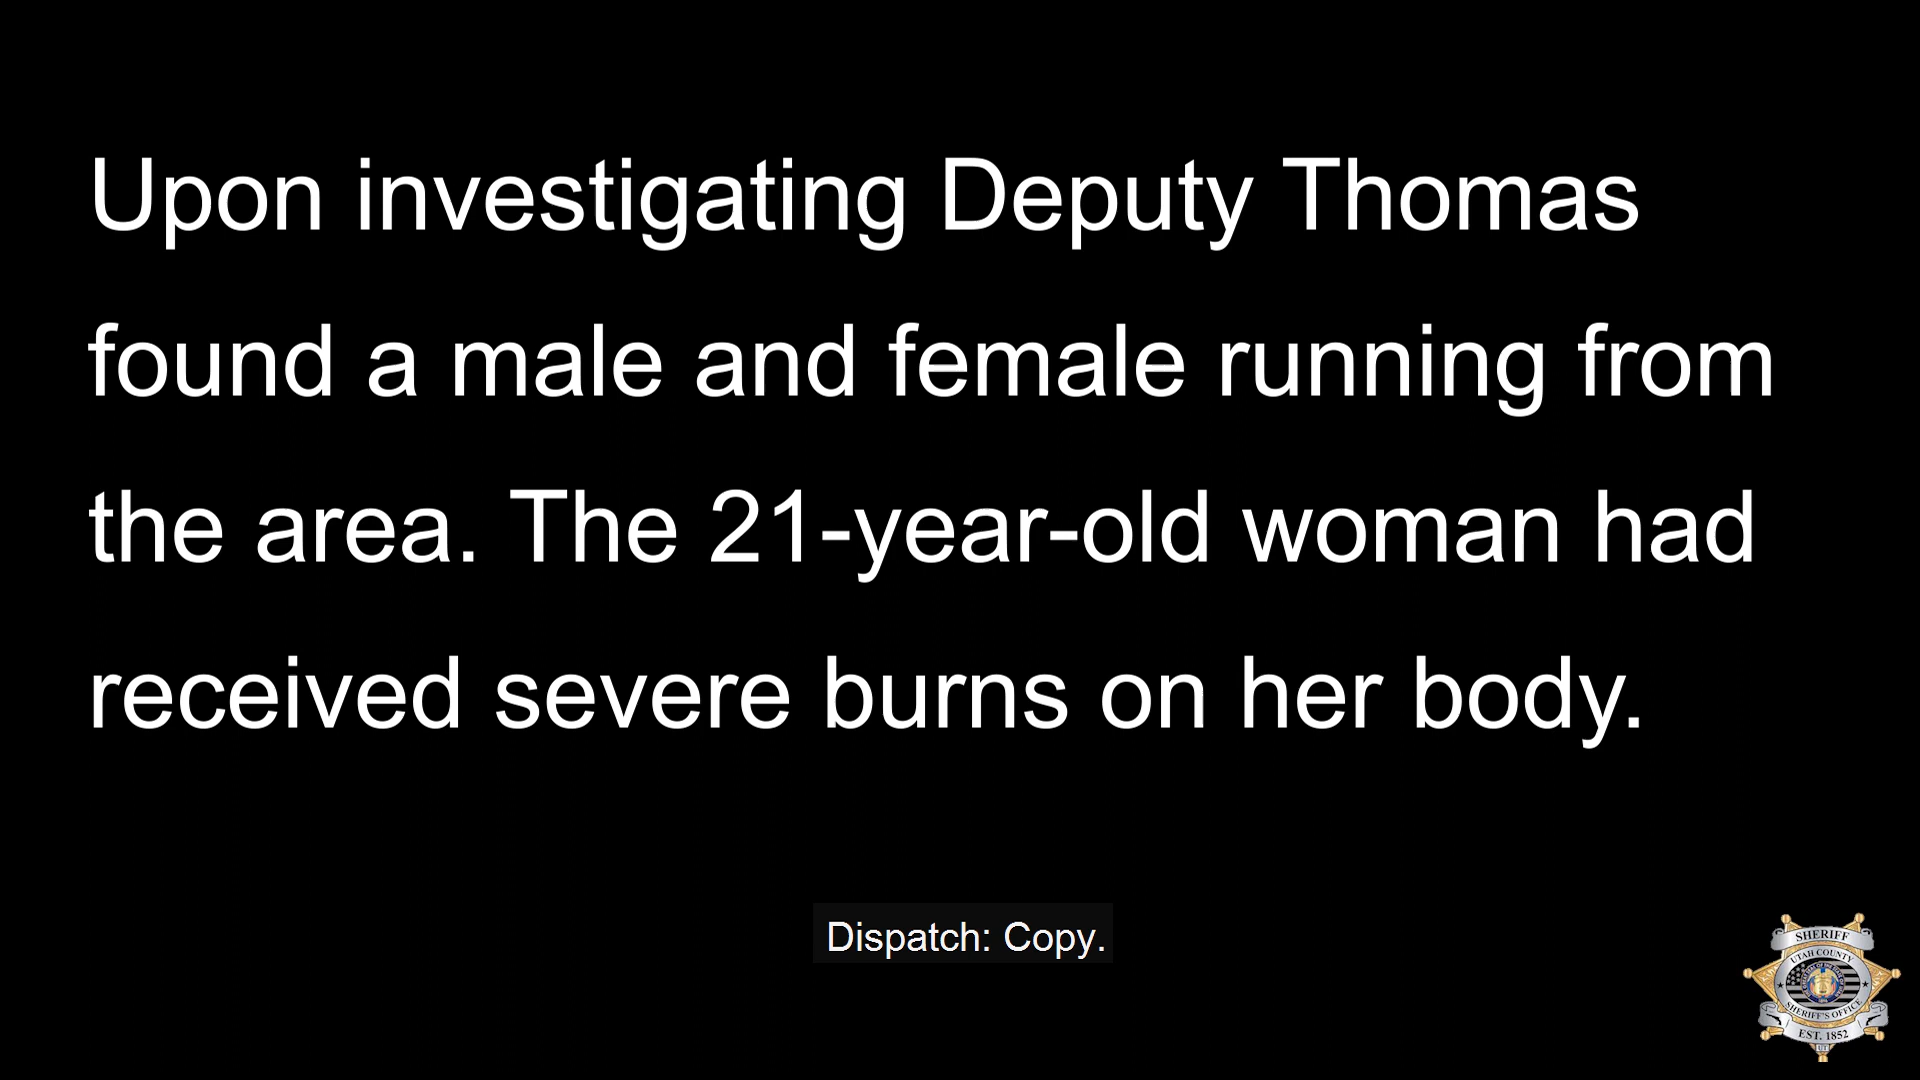 Upon investigating Deputy Thomas
found a male and female running from
the area. The 21-year-old woman had
received severe burns on her body.
Dispatch: Copy.
SHERIFF
UTAH COUNTY
SHERIFF'S OFFICE
EST. 1852
UT